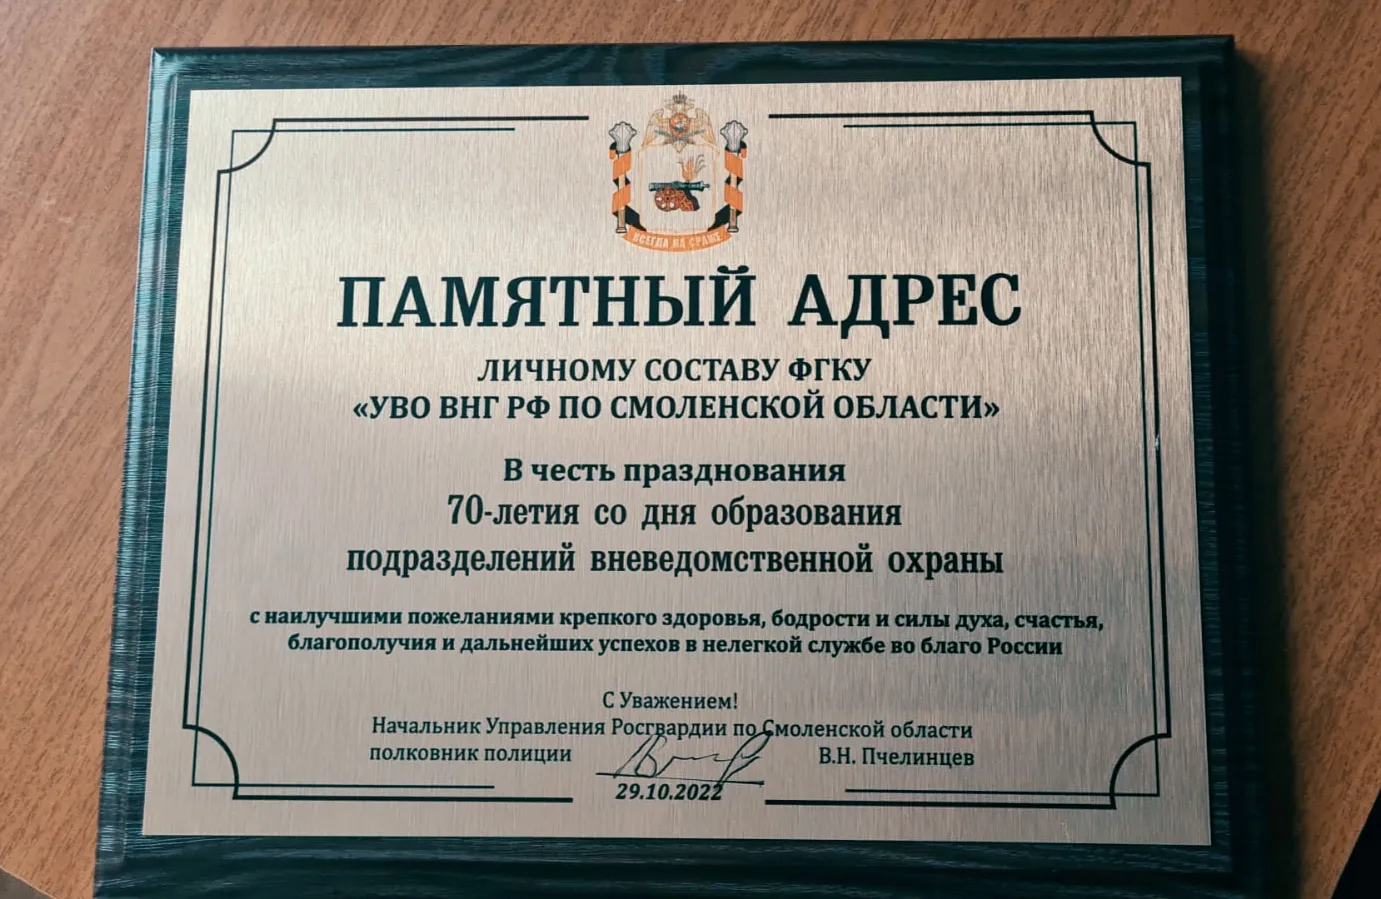 ВСЕГДА НА СТРАЖЕ
ПАМЯТНЫЙ АДРЕС
ЛИЧНОМУ СОСТАВУ ФГКУ
«УВО ВНГ РФ ПО СМОЛЕНСКОЙ ОБЛАСТИ»
В честь празднования
70-летия со дня образования
подразделений вневедомственной охраны
с наилучшими пожеланиями крепкого здоровья, бодрости и силы духа, счастья,
благополучия и дальнейших успехов в нелегкой службе во благо России
С Уважением!
Начальник Управления Росгвардии по Смоленской области
полковник полиции В.Н. Пчелинцев
29.10.2022